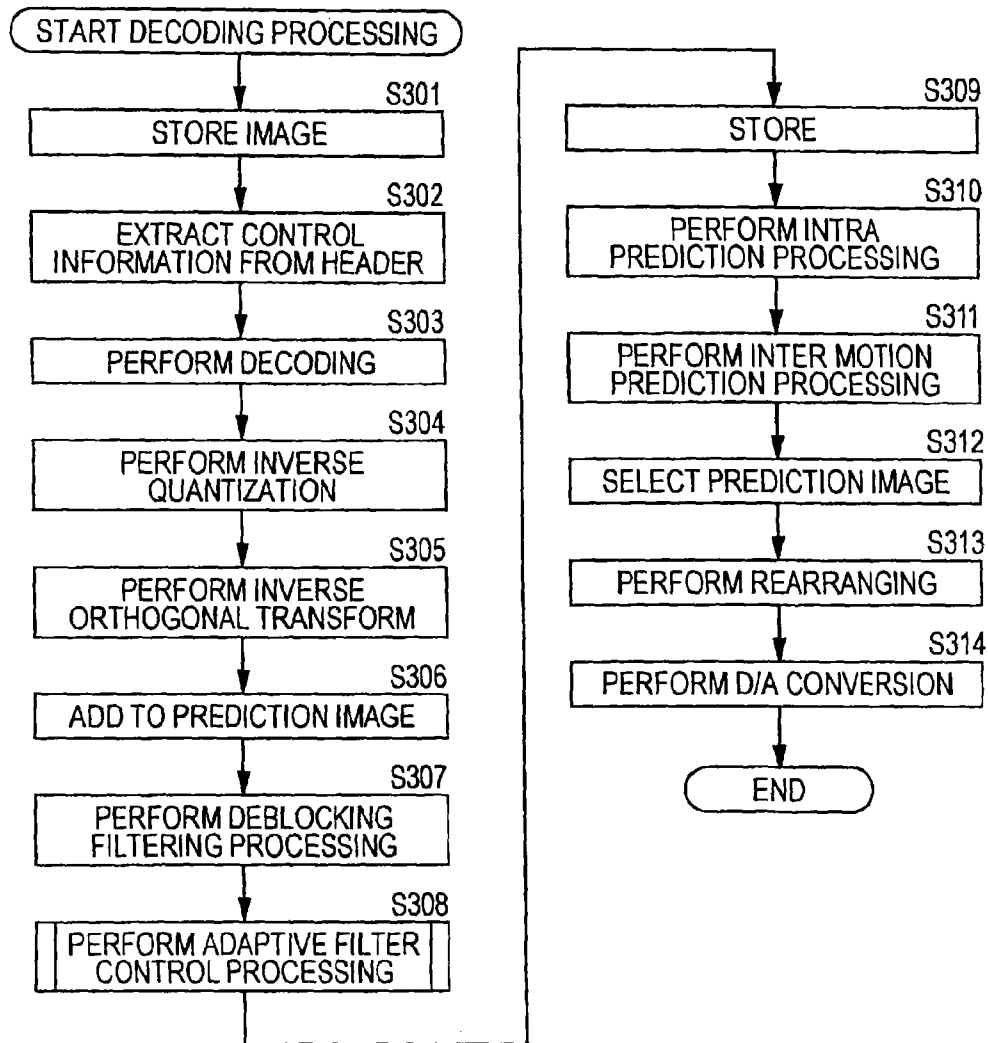 START DECODING PROCESSING
S301
STORE IMAGE
S302
EXTRACT CONTROL
INFORMATION FROM HEADER
S303
PERFORM DECODING
S304
PERFORM INVERSE
QUANTIZATION
S305
PERFORM INVERSE
ORTHOGONAL TRANSFORM
S306
ADD TO PREDICTION IMAGE
S307
PERFORM DEBLOCKING
FILTERING PROCESSING
S308
PERFORM ADAPTIVE FILTER
CONTROL PROCESSING
S309
STORE
S310
PERFORM INTRA
PREDICTION PROCESSING
S311
PERFORM INTER MOTION
PREDICTION PROCESSING
S312
SELECT PREDICTION IMAGE
S313
PERFORM REARRANGING
S314
PERFORM D/A CONVERSION
END